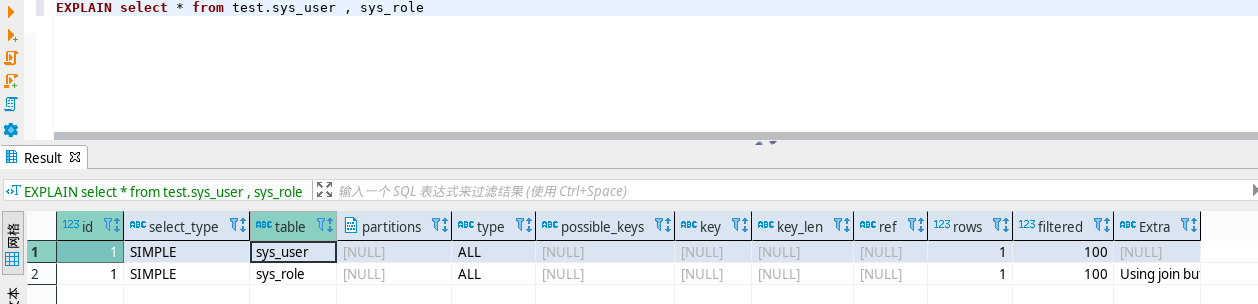 EXPLAIN select * from test.sys_user , sys_role
Result
EXPLAIN select * from test.sys_user , sys_role 输入一个 SQL 表达式来过滤结果 (使用 Ctrl+Space)
网格
123 id ABC select_type ABC table partitions ABC type ABC possible_keys ABC key ABC key_len ABC ref 123 rows 123 filtered ABC Extra
1 1 SIMPLE sys_user [NULL] ALL [NULL] [NULL] [NULL] [NULL] 1 100 [NULL]
2 1 SIMPLE sys_role [NULL] ALL [NULL] [NULL] [NULL] [NULL] 1 100 Using join bu
文本